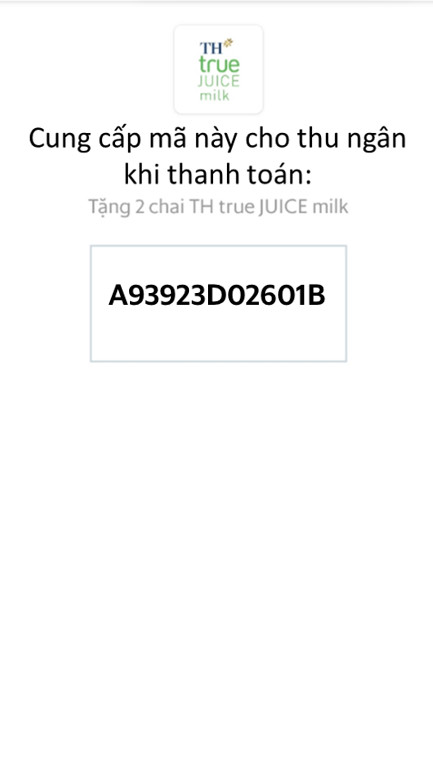 TH
true
JUICE
milk
Cung cấp mã này cho thu ngân
khi thanh toán:
Tặng 2 chai TH true JUICE milk
A93923D02601B